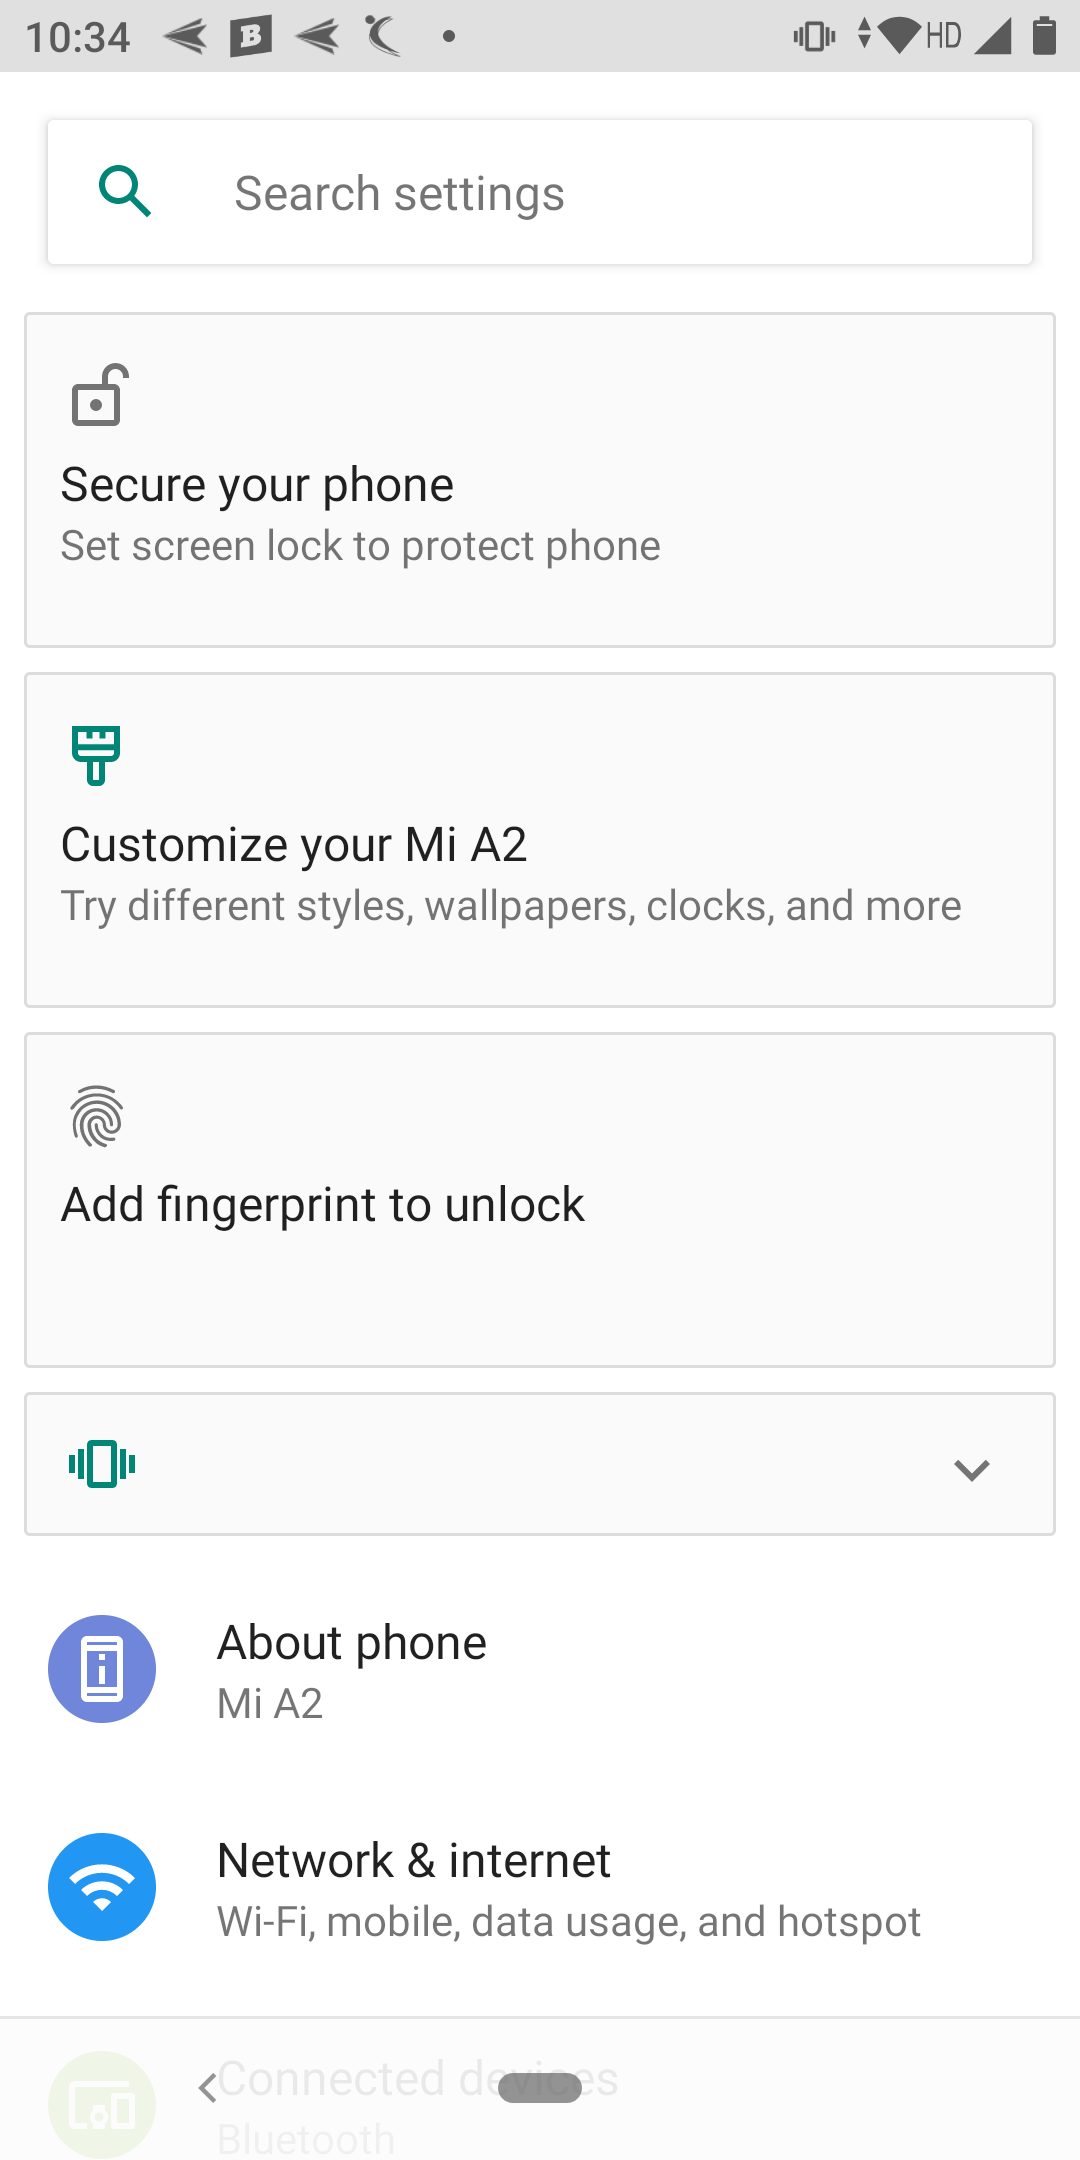 10:34
B
HD
Search settings
Secure your phone
Set screen lock to protect phone
Customize your Mi A2
Try different styles, wallpapers, clocks, and more
Add fingerprint to unlock
About phone
Mi A2
Network & internet
Wi-Fi, mobile, data usage, and hotspot
Connected devices
Bluetooth